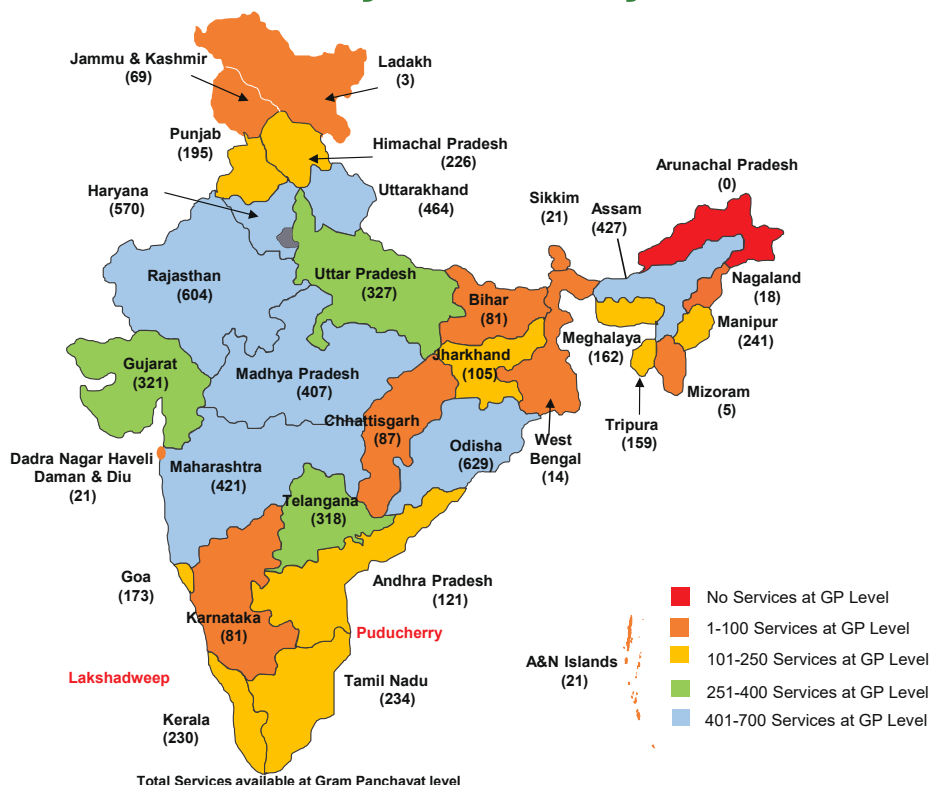 Jammu & Kashmir
(69)
Ladakh
(3)
Punjab
(195)
Himachal Pradesh
(226)
Haryana
(570)
Uttarakhand
(464)
Arunachal Pradesh
(0)
Sikkim
(21)
Assam
(427)
Rajasthan
(604)
Uttar Pradesh
(327)
Bihar
(81)
Nagaland
(18)
Manipur
(241)
Meghalaya
(162)
Gujarat
(321)
Madhya Pradesh
(407)
Jharkhand
(105)
Mizoram
(5)
Tripura
(159)
Chhattisgarh
(87)
Odisha
(629)
West
Bengal
(14)
Dadra Nagar Haveli
Daman & Diu
(21)
Maharashtra
(421)
Telangana
(318)
Goa
(173)
Andhra Pradesh
(121)
Karnataka
(81)
Puducherry
Lakshadweep
Tamil Nadu
(234)
Kerala
(230)
A&N Islands
(21)
No Services at GP Level
1-100 Services at GP Level
101-250 Services at GP Level
251-400 Services at GP Level
401-700 Services at GP Level
Total Services available at Gram Panchayat level